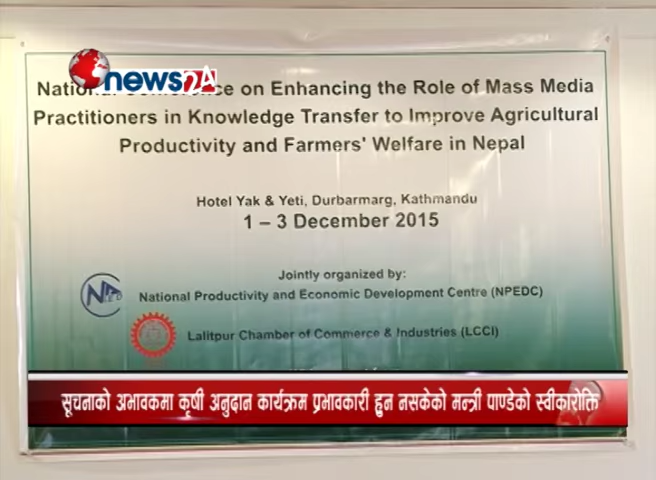 news24
on Enhancing the Role of Mass Media
Practitioners in Knowledge Transfer to Improve Agricultural
Productivity and Farmers' Welfare in Nepal
Hotel Yak & Yeti, Durbarmarg, Kathmandu
1 – 3 December 2015
Jointly organized by:
National Productivity and Economic Development Centre (NPEDC)
Lalitpur Chamber of Commerce & Industries (LCCI)
सूचनाको अभावकमा कृषी अनुदान कार्यक्रम प्रभावकारी हुन नसकेको मन्त्री पाण्डेको स्वीकारोक्ति